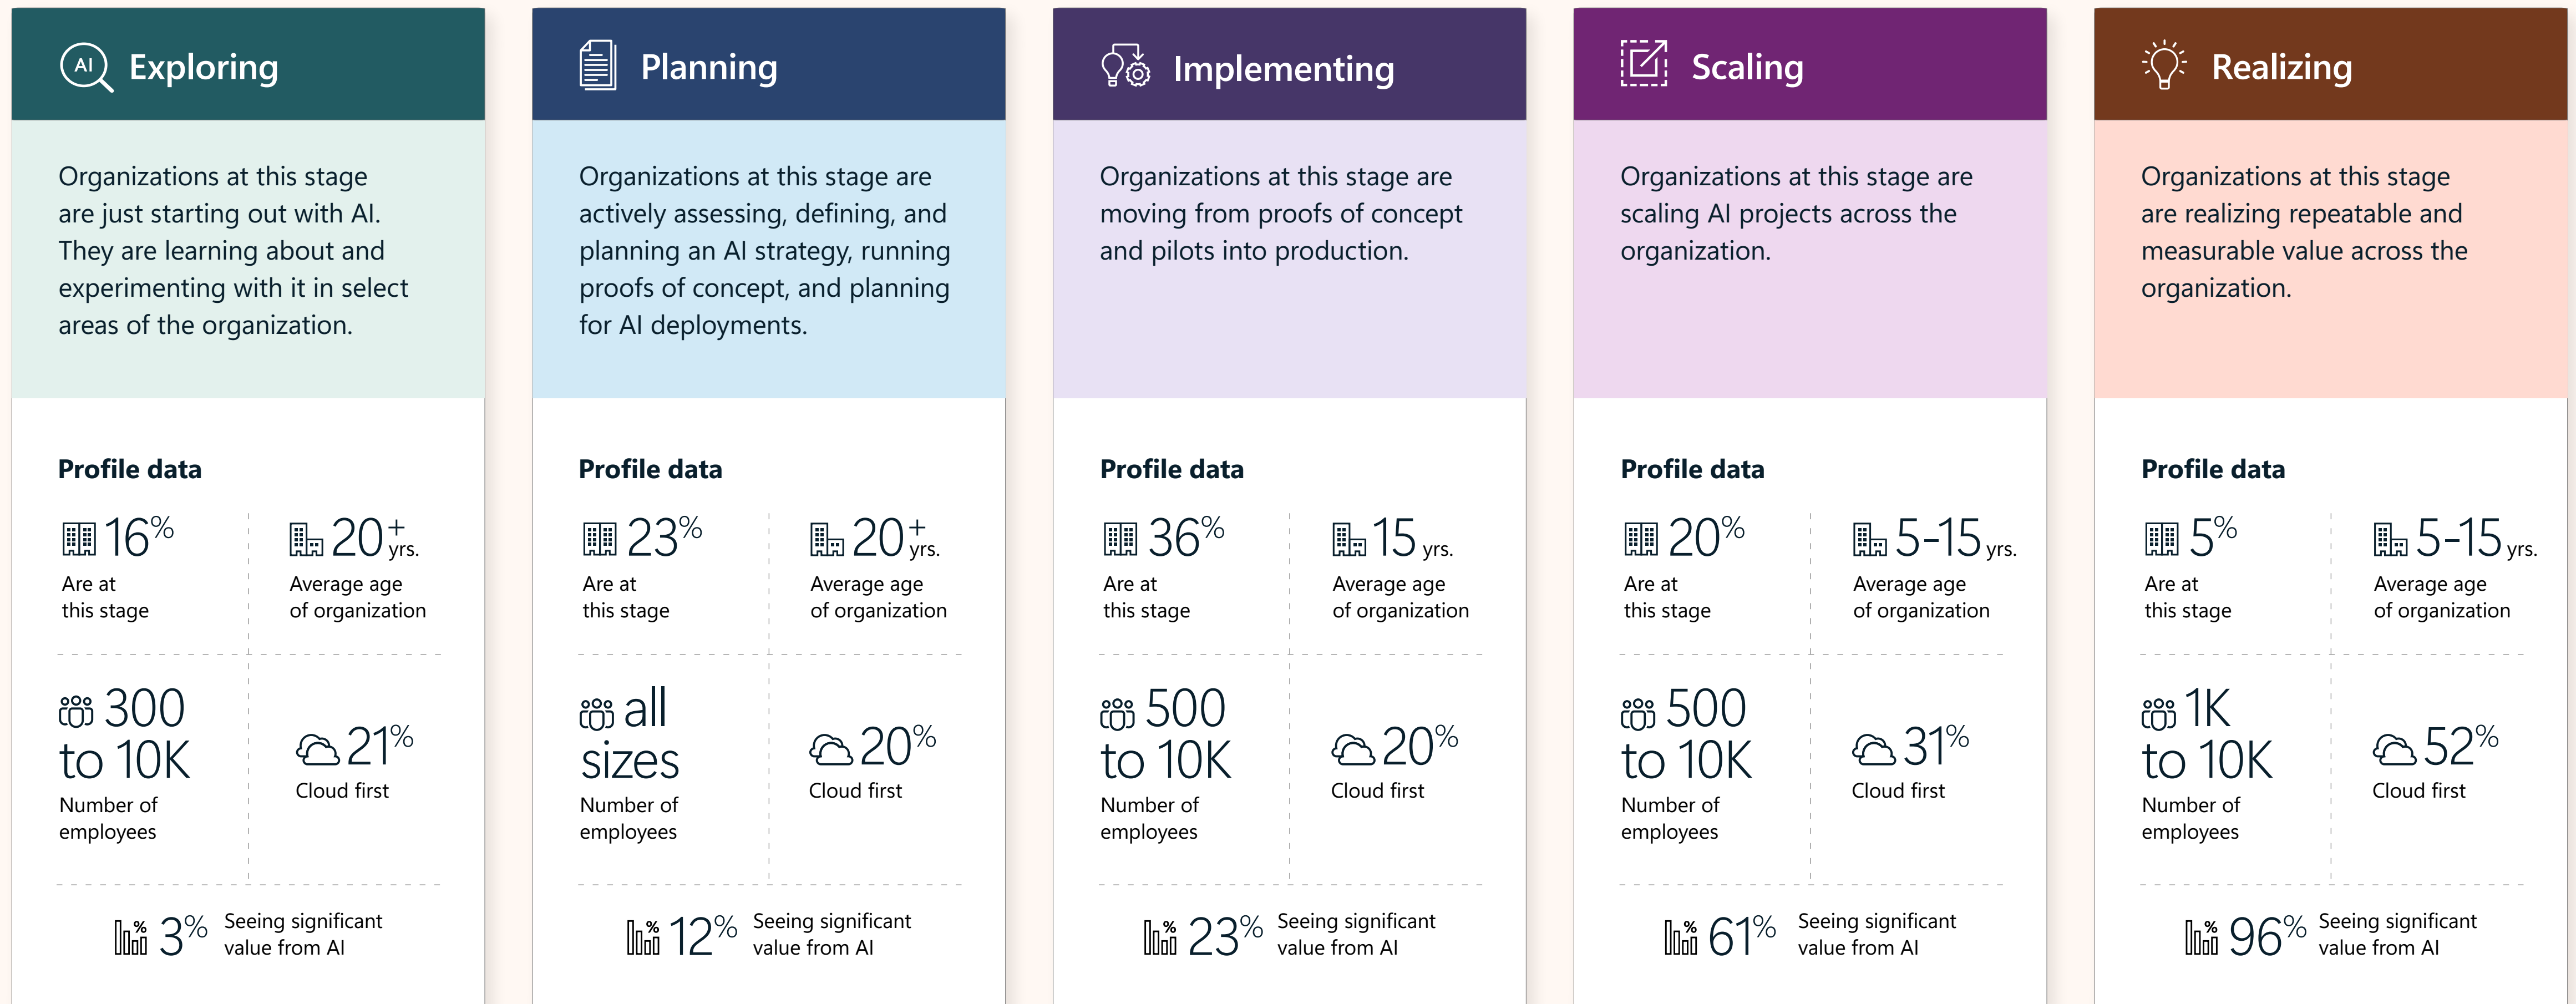 AI Exploring
Organizations at this stage
are just starting out with AI.
They are learning about and
experimenting with it in select
areas of the organization.
Profile data
16%
Are at
this stage
20+ yrs.
Average age
of organization
300
to 10K
Number of
employees
21%
Cloud first
% 3%
Seeing significant
value from AI
Planning
Organizations at this stage are
actively assessing, defining, and
planning an AI strategy, running
proofs of concept, and planning
for AI deployments.
Profile data
23%
Are at
this stage
20+ yrs.
Average age
of organization
all
sizes
Number of
employees
20%
Cloud first
% 12%
Seeing significant
value from AI
Implementing
Organizations at this stage are
moving from proofs of concept
and pilots into production.
Profile data
36%
Are at
this stage
15 yrs.
Average age
of organization
500
to 10K
Number of
employees
20%
Cloud first
% 23%
Seeing significant
value from AI
Scaling
Organizations at this stage are
scaling AI projects across the
organization.
Profile data
20%
Are at
this stage
5-15 yrs.
Average age
of organization
500
to 10K
Number of
employees
31%
Cloud first
% 61%
Seeing significant
value from AI
Realizing
Organizations at this stage
are realizing repeatable and
measurable value across the
organization.
Profile data
5%
Are at
this stage
5-15 yrs.
Average age
of organization
1K
to 10K
Number of
employees
52%
Cloud first
% 96%
Seeing significant
value from AI